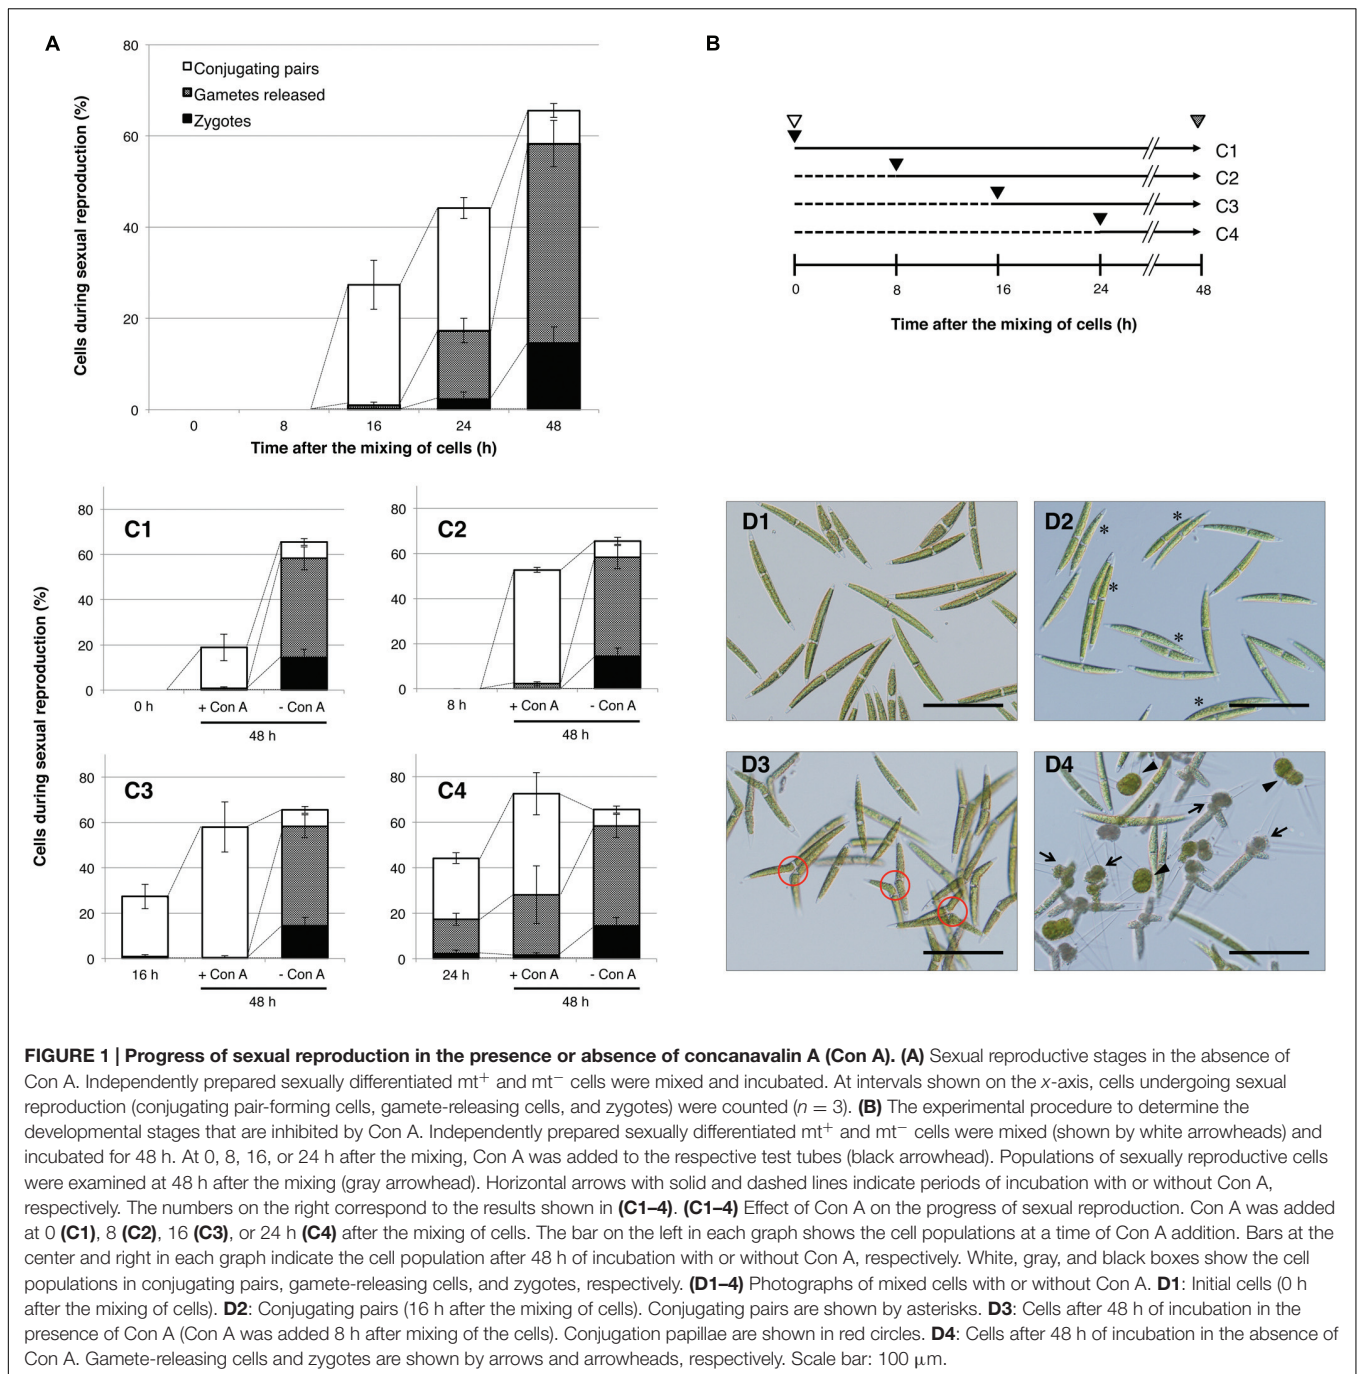 A
80
60
40
20
0
Cells during sexual reproduction (%)
Conjugating pairs
Gametes released
Zygotes
0 8 16 24 48
Time after the mixing of cells (h)
B
C1
C2
C3
C4
0 8 16 24 48
Time after the mixing of cells (h)
Cells during sexual reproduction (%)
C1
80
60
40
20
0
0 h + Con A - Con A
48 h
C2
80
60
40
20
0
8 h + Con A - Con A
48 h
C3
80
60
40
20
0
16 h + Con A - Con A
48 h
C4
80
60
40
20
0
24 h + Con A - Con A
48 h
D1
D2
* * * * *
D3
D4
FIGURE 1 | Progress of sexual reproduction in the presence or absence of concanavalin A (Con A). (A) Sexual reproductive stages in the absence of
Con A. Independently prepared sexually differentiated mt⁺ and mt⁻ cells were mixed and incubated. At intervals shown on the x-axis, cells undergoing sexual
reproduction (conjugating pair-forming cells, gamete-releasing cells, and zygotes) were counted (n = 3). (B) The experimental procedure to determine the
developmental stages that are inhibited by Con A. Independently prepared sexually differentiated mt⁺ and mt⁻ cells were mixed (shown by white arrowheads) and
incubated for 48 h. At 0, 8, 16, or 24 h after the mixing, Con A was added to the respective test tubes (black arrowhead). Populations of sexually reproductive cells
were examined at 48 h after the mixing (gray arrowhead). Horizontal arrows with solid and dashed lines indicate periods of incubation with or without Con A,
respectively. The numbers on the right correspond to the results shown in (C1–4). (C1–4) Effect of Con A on the progress of sexual reproduction. Con A was added
at 0 (C1), 8 (C2), 16 (C3), or 24 h (C4) after the mixing of cells. The bar on the left in each graph shows the cell populations at a time of Con A addition. Bars at the
center and right in each graph indicate the cell population after 48 h of incubation with or without Con A, respectively. White, gray, and black boxes show the cell
populations in conjugating pairs, gamete-releasing cells, and zygotes, respectively. (D1–4) Photographs of mixed cells with or without Con A. D1: Initial cells (0 h
after the mixing of cells). D2: Conjugating pairs (16 h after the mixing of cells). Conjugating pairs are shown by asterisks. D3: Cells after 48 h of incubation in the
presence of Con A (Con A was added 8 h after mixing of the cells). Conjugation papillae are shown in red circles. D4: Cells after 48 h of incubation in the absence of
Con A. Gamete-releasing cells and zygotes are shown by arrows and arrowheads, respectively. Scale bar: 100 μm.